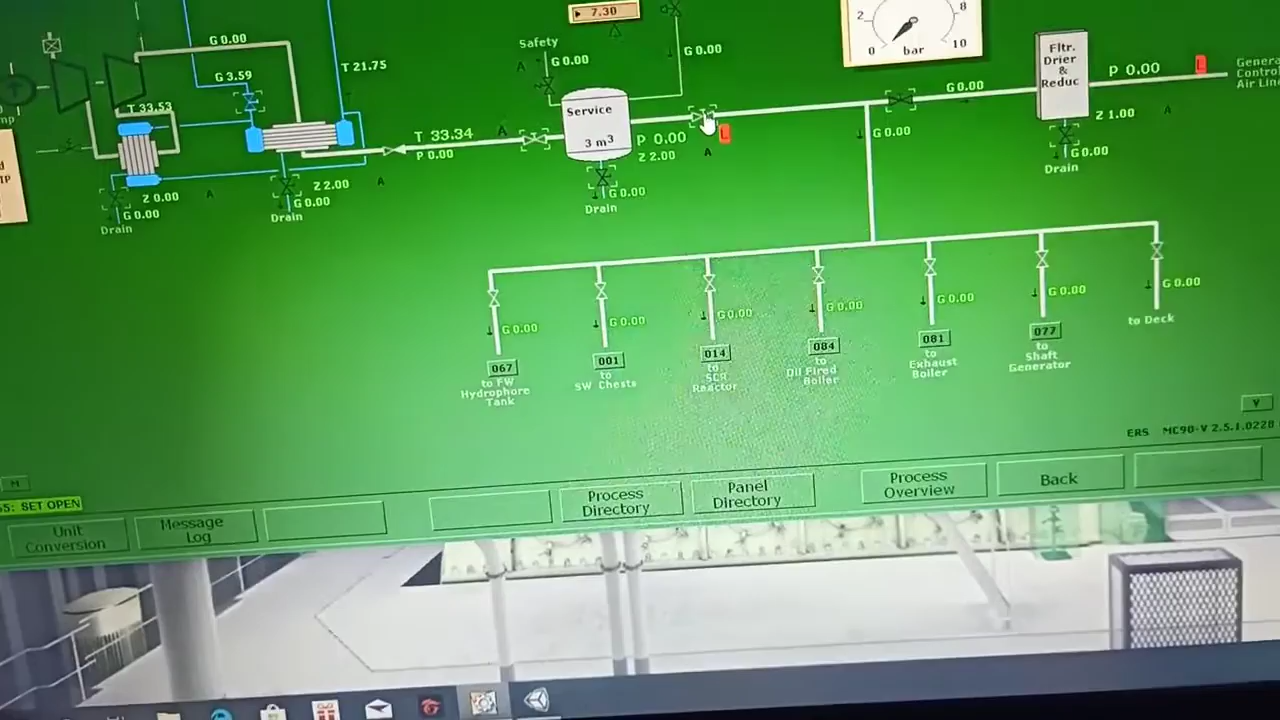 7.30
2
8
0
bar
10
G 0.00
G 3.59
T 21.75
T 33.53
Safety
G 0.00
G 0.00
Service
3 m³
T 33.34
A
P 0.00
A
A
P 0.00
L
Z 2.00
A
G 0.00
G 0.00
Fltr.
Drier
&
Reduc
P 0.00
L
Z 1.00
A
G 0.00
Drain
Z 0.00
A
G 0.00
Drain
Z 2.00
A
G 0.00
Drain
G 0.00
Drain
G 0.00
067
to FW
Hydrophore
Tank
G 0.00
001
to
SW Chests
G 0.00
014
to
SCR
Reactor
G 0.00
084
to
Oil Fired
Boiler
G 0.00
081
to
Exhaust
Boiler
G 0.00
077
to
Shaft
Generator
G 0.00
to Deck
V
ERS MC90-V 2.5.1.0228
M
: SET OPEN
Unit
Conversion
Message
Log
Process
Directory
Panel
Directory
Process
Overview
Back